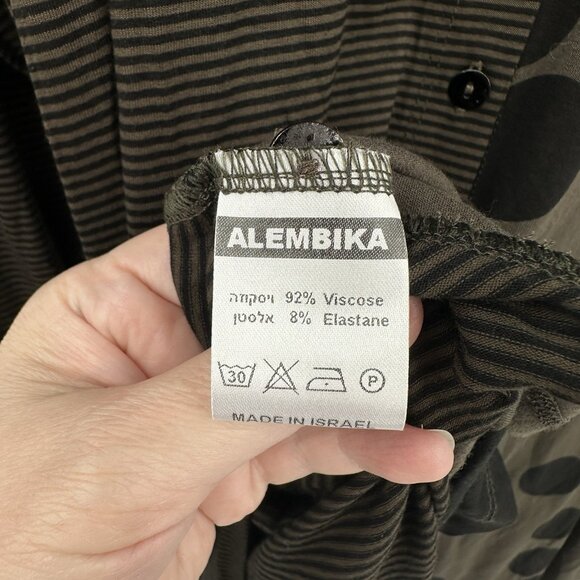 ALEMBIKA
ויסקוזה 92% Viscose
אלסטן 8% Elastane
30 P
MADE IN ISRAEL